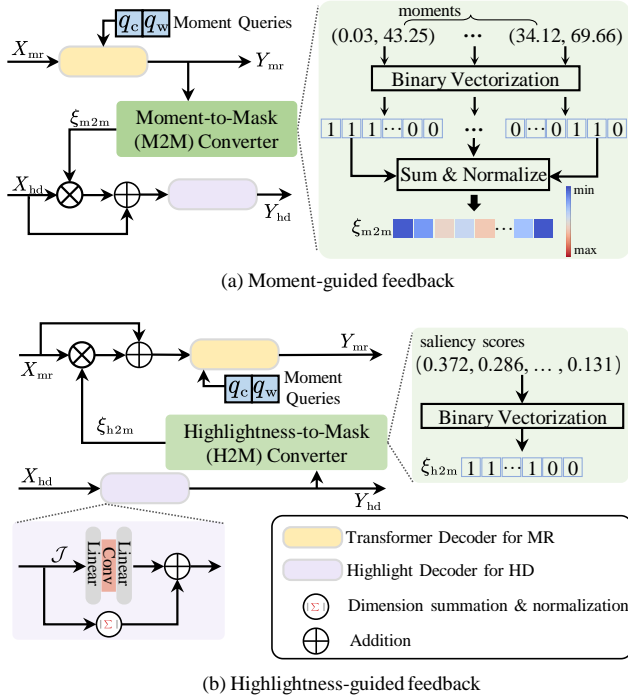 Moment Queries
q_c q_w
X_mr
Y_mr
ξ_m2m
Moment-to-Mask
(M2M) Converter
X_hd
Y_hd
moments
(0.03, 43.25) ··· (34.12, 69.66)
Binary Vectorization
1 1 1 ··· 0 0 ··· 0 ··· 0 1 1 0
Sum & Normalize
min
ξ_m2m ···
max
(a) Moment-guided feedback
X_mr
Y_mr
q_c q_w
Moment
Queries
ξ_h2m
Highlightness-to-Mask
(H2M) Converter
X_hd
Y_hd
saliency scores
(0.372, 0.286, ... , 0.131)
Binary Vectorization
ξ_h2m 1 1 ··· 1 0 0
𝒥
Linear
Conv
Linear
|Σ|
Transformer Decoder for MR
Highlight Decoder for HD
|Σ| Dimension summation & normalization
Addition
(b) Highlightness-guided feedback